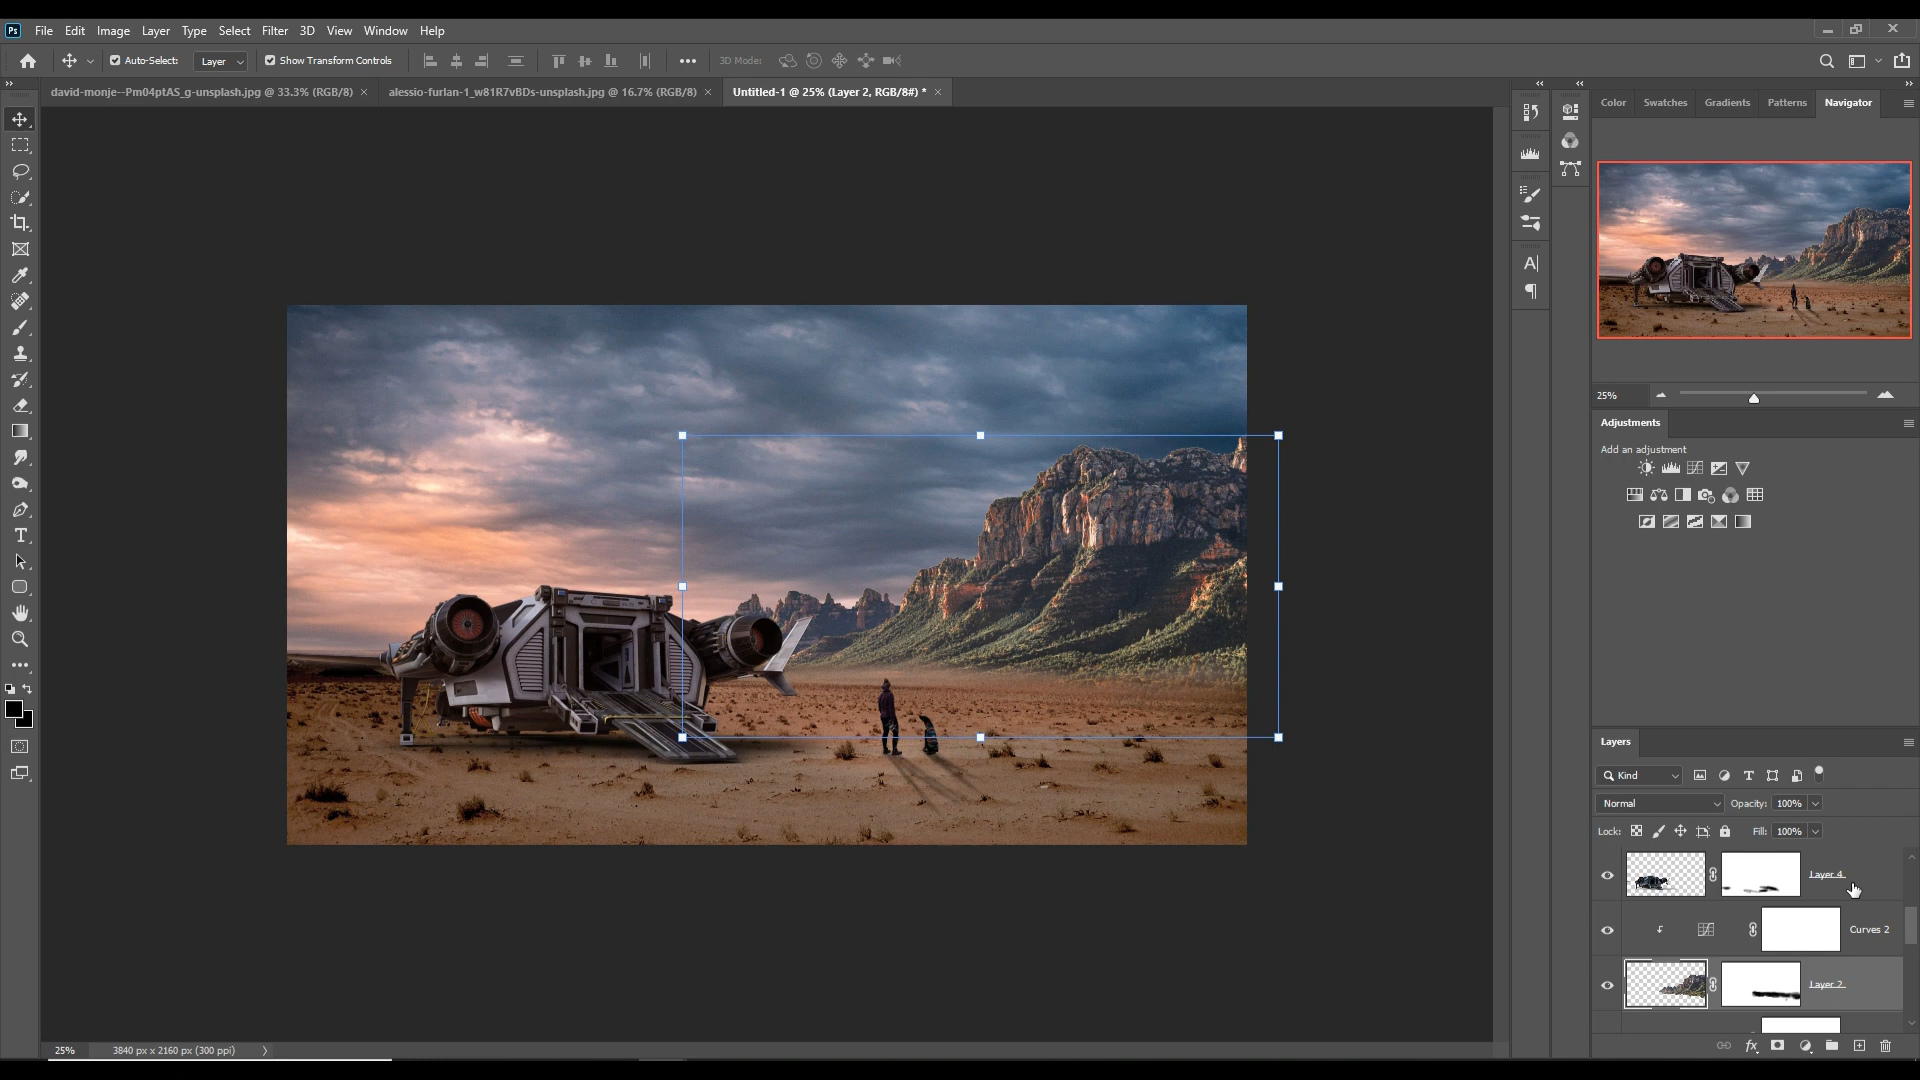 Ps File Edit Image Layer Type Select Filter 3D View Window Help
Auto-Select: Layer Show Transform Controls 3D Mode:
david-monje--Pm04ptAS_g-unsplash.jpg @ 33.3% (RGB/8) × alessio-furlan-1_w81R7vBDs-unsplash.jpg @ 16.7% (RGB/8) × Untitled-1 @ 25% (Layer 2, RGB/8#) * ×
Color Swatches Gradients Patterns Navigator
25%
Adjustments
Add an adjustment
Layers
Kind
Normal Opacity: 100%
Lock: Fill: 100%
Layer 4
Curves 2
Layer 2
25% 3840 px x 2160 px (300 ppi)